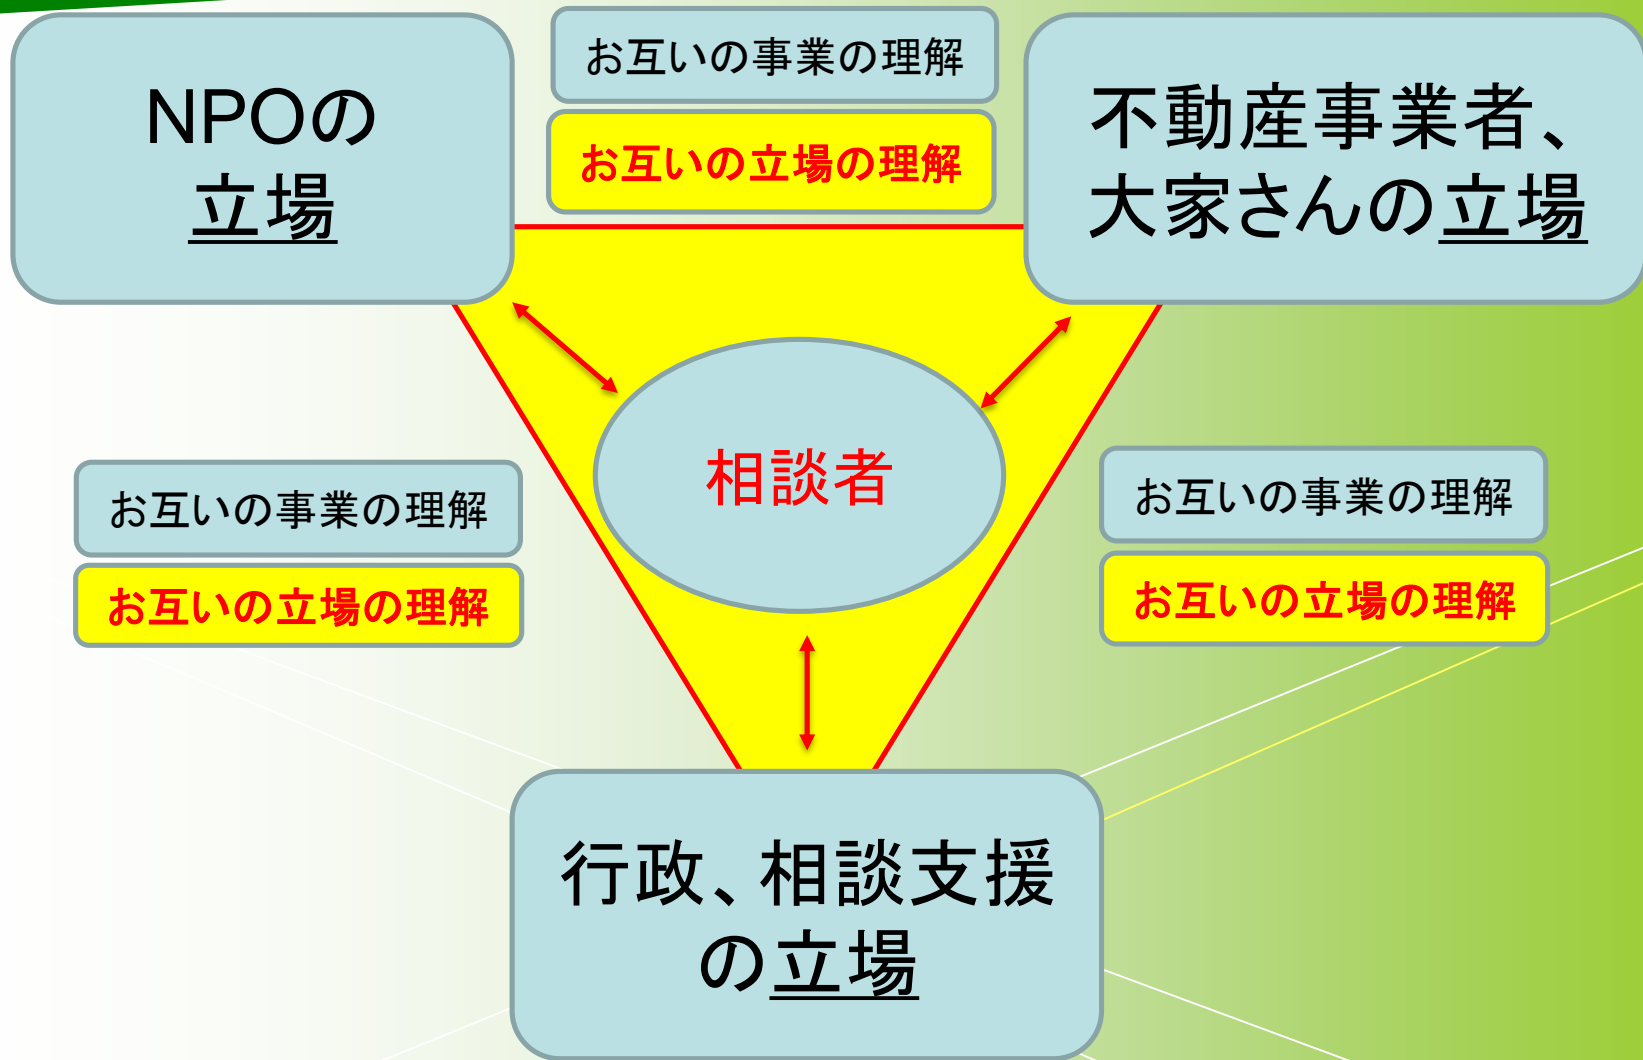 お互いの事業の理解
お互いの立場の理解
NPOの
立場
不動産事業者、
大家さんの立場
相談者
お互いの事業の理解
お互いの立場の理解
お互いの事業の理解
お互いの立場の理解
行政、相談支援
の立場